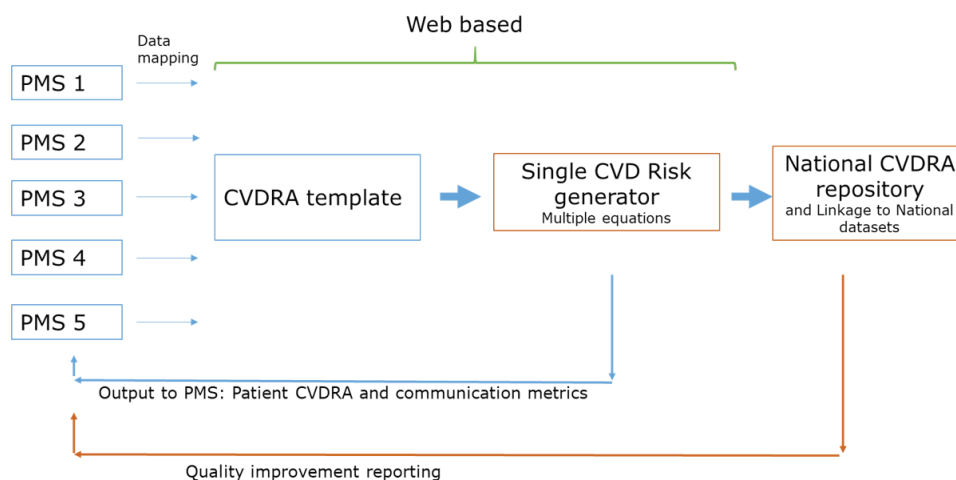 Web based
Data
mapping
PMS 1
PMS 2
PMS 3
PMS 4
PMS 5
CVDRA template
Single CVD Risk
generator
Multiple equations
National CVDRA
repository
and Linkage to National
datasets
Output to PMS: Patient CVDRA and communication metrics
Quality improvement reporting